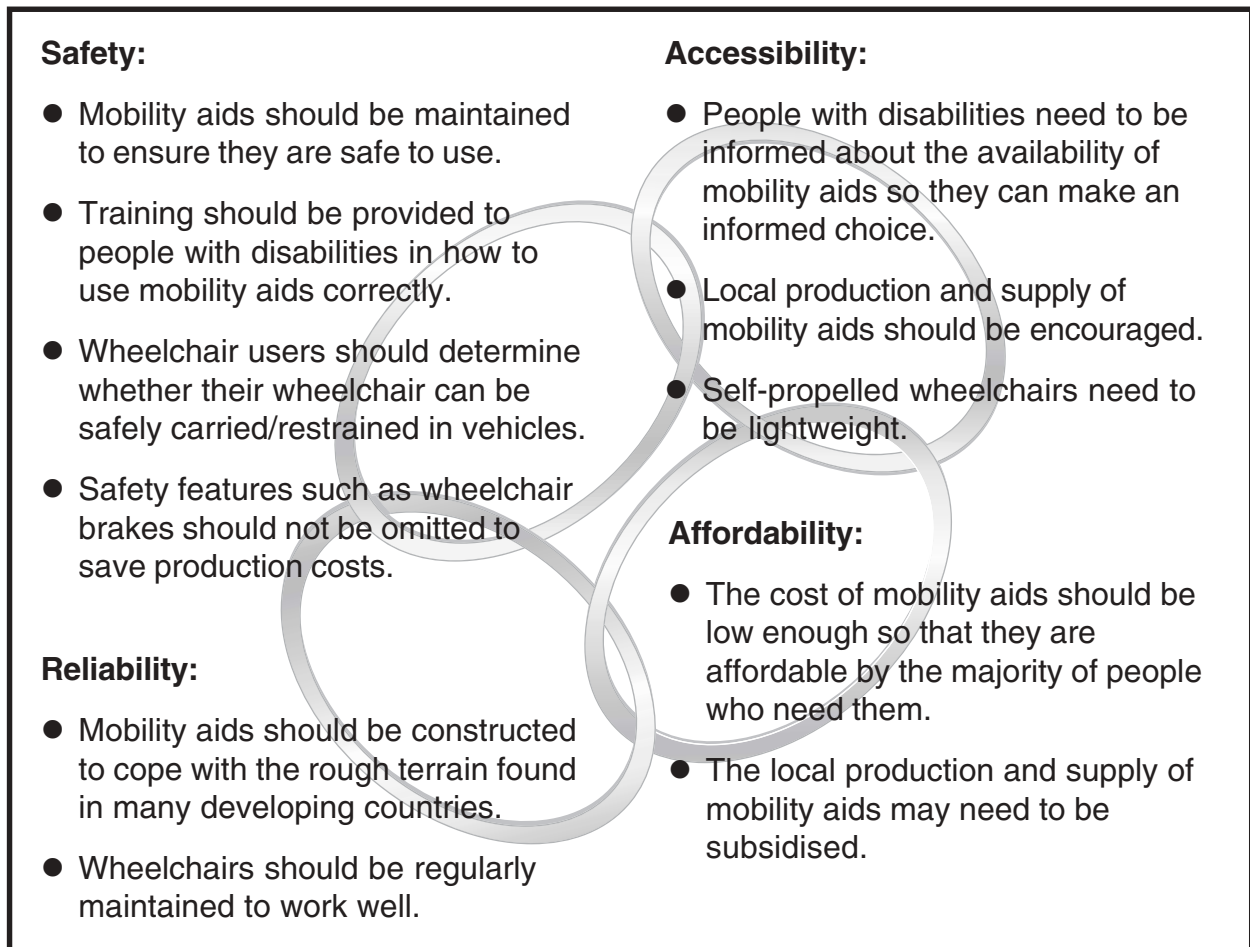 Safety:
● Mobility aids should be maintained
to ensure they are safe to use.
● Training should be provided to
people with disabilities in how to
use mobility aids correctly.
● Wheelchair users should determine
whether their wheelchair can be
safely carried/restrained in vehicles.
● Safety features such as wheelchair
brakes should not be omitted to
save production costs.
Reliability:
● Mobility aids should be constructed
to cope with the rough terrain found
in many developing countries.
● Wheelchairs should be regularly
maintained to work well.
Accessibility:
● People with disabilities need to be
informed about the availability of
mobility aids so they can make an
informed choice.
● Local production and supply of
mobility aids should be encouraged.
● Self-propelled wheelchairs need to
be lightweight.
Affordability:
● The cost of mobility aids should be
low enough so that they are
affordable by the majority of people
who need them.
● The local production and supply of
mobility aids may need to be
subsidised.